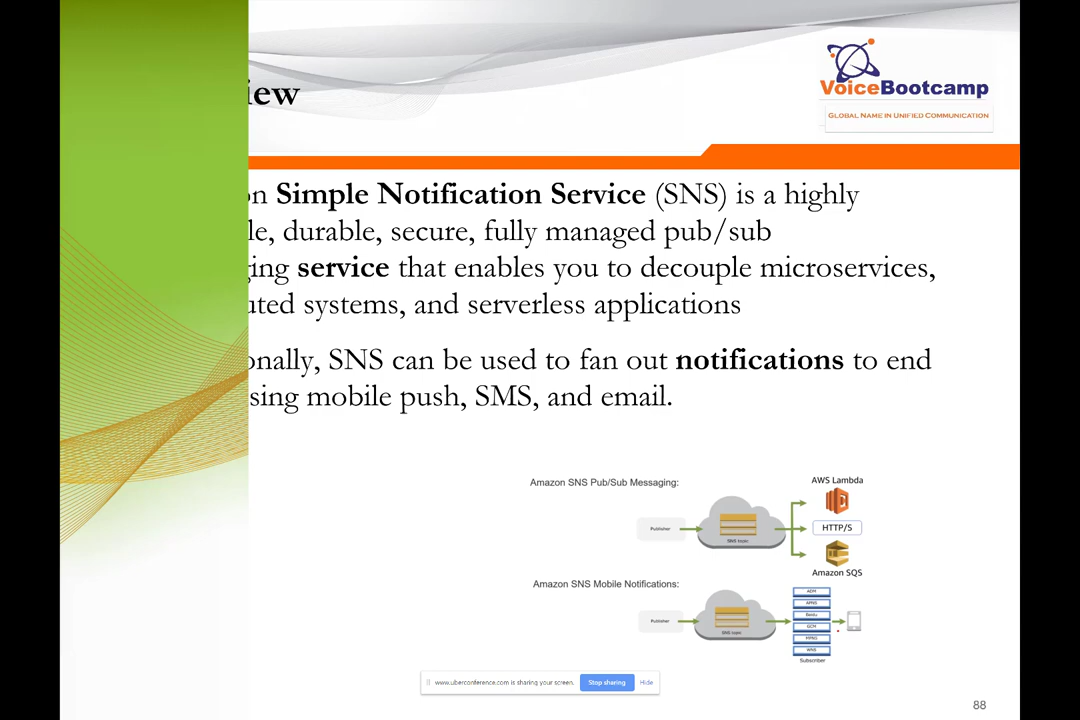 iew
VoiceBootcamp
GLOBAL NAME IN UNIFIED COMMUNICATION
on Simple Notification Service (SNS) is a highly
le, durable, secure, fully managed pub/sub
ging service that enables you to decouple microservices,
uted systems, and serverless applications
onally, SNS can be used to fan out notifications to end
sing mobile push, SMS, and email.
Amazon SNS Pub/Sub Messaging:
AWS Lambda
Publisher
SNS topic
HTTP/S
Amazon SQS
Amazon SNS Mobile Notifications:
Publisher
SNS topic
ADM
APNS
Baidu
GCM
MPNS
WNS
Subscriber
www.uberconference.com is sharing your screen.
Stop sharing
Hide
88